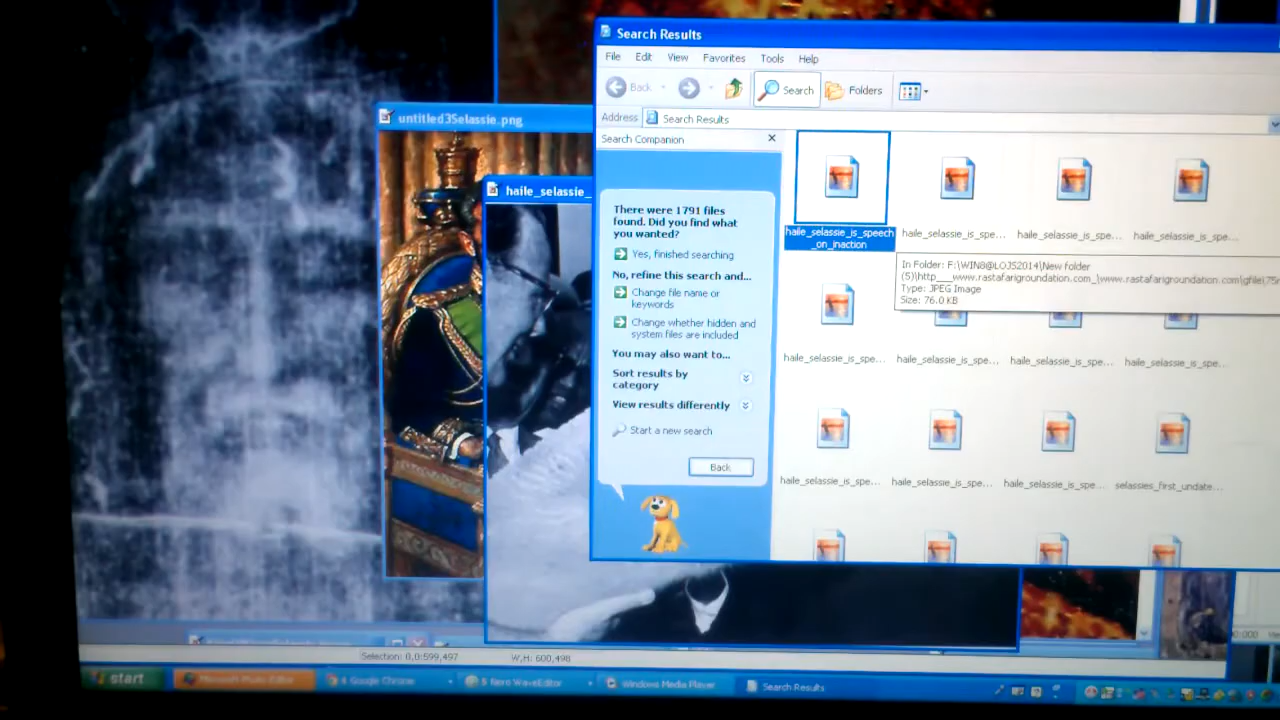 Search Results
File Edit View Favorites Tools Help
Back Search Folders
Address Search Results
untitled3Selassie.png
haile_selassie_
Search Companion
There were 1791 files
found. Did you find what
you wanted?
Yes, finished searching
No, refine this search and...
Change file name or
keywords
Change whether hidden and
system files are included
You may also want to...
Sort results by
category
View results differently
Start a new search
Back
haile_selassie_is_speech
_on_inaction
haile_selassie_is_spe...
haile_selassie_is_spe...
haile_selassie_is_spe...
In Folder: F:\WIN8@LOJS2014\New folder
(5)\http___www.rastafarigroundation.com_\www.rastafarigroundation.com\gfile\75r
Type: JPEG Image
Size: 76.0 KB
haile_selassie_is_spe...
haile_selassie_is_spe...
haile_selassie_is_spe...
haile_selassie_is_spe...
haile_selassie_is_spe...
haile_selassie_is_spe...
haile_selassie_is_spe...
selassies_first_undate...
Selection: 0,0:599,497 W,H: 600,498
start Microsoft Photo Editor 4 Google Chrome 5 Nero WaveEditor Windows Media Player Search Results